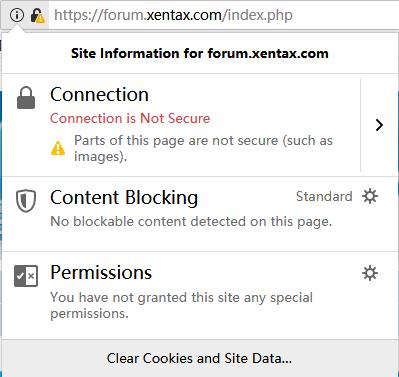 https://forum.xentax.com/index.php
Site Information for forum.xentax.com
Connection
Connection is Not Secure
Parts of this page are not secure (such as
images).
Content Blocking
Standard
No blockable content detected on this page.
Permissions
You have not granted this site any special
permissions.
Clear Cookies and Site Data...